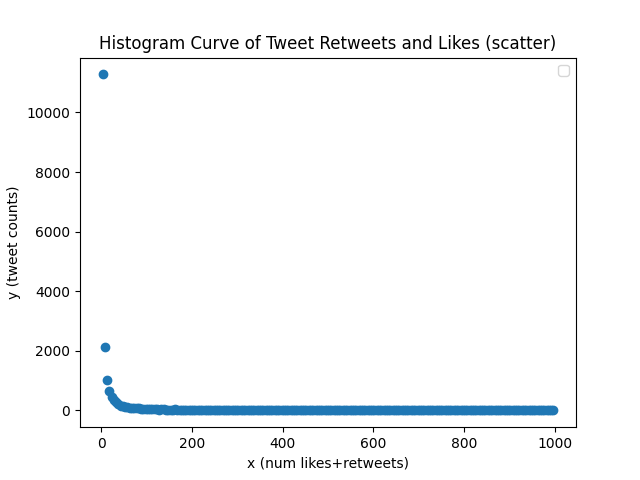 Histogram Curve of Tweet Retweets and Likes (scatter)
10000
8000
6000
4000
2000
0
y (tweet counts)
0 200 400 600 800 1000
x (num likes+retweets)